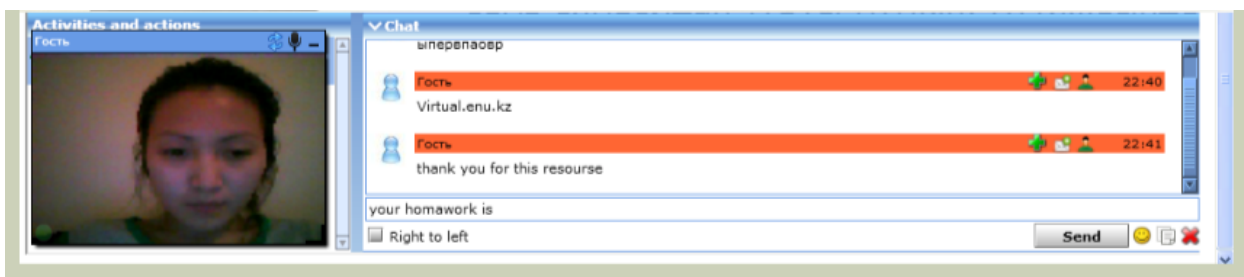 Activities and actions
Гость
Chat
ыперепаовр
Гость 22:40
Virtual.enu.kz
Гость 22:41
thank you for this resourse
your homawork is
Right to left
Send